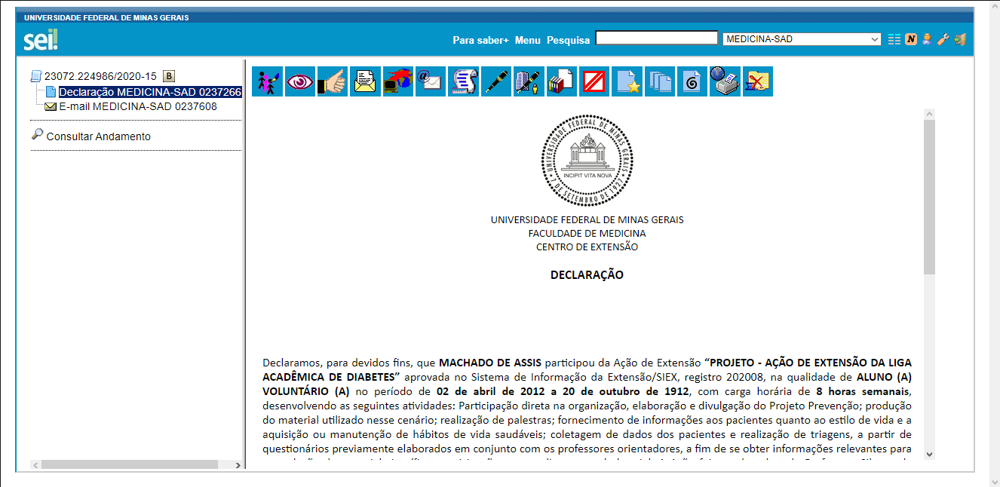 UNIVERSIDADE FEDERAL DE MINAS GERAIS
sei!
Para saber+ Menu Pesquisa MEDICINA-SAD
N
23072.224986/2020-15 B
Declaração MEDICINA-SAD 0237266
E-mail MEDICINA-SAD 0237608
Consultar Andamento
UNIVERSIDADE FEDERAL DE MINAS GERAIS
INCIPIT VITA NOVA
7 DE SETEMBRO DE 1927
UNIVERSIDADE FEDERAL DE MINAS GERAIS
FACULDADE DE MEDICINA
CENTRO DE EXTENSÃO
DECLARAÇÃO
Declaramos, para devidos fins, que MACHADO DE ASSIS participou da Ação de Extensão “PROJETO - AÇÃO DE EXTENSÃO DA LIGA
ACADÊMICA DE DIABETES” aprovada no Sistema de Informação da Extensão/SIEX, registro 202008, na qualidade de ALUNO (A)
VOLUNTÁRIO (A) no período de 02 de abril de 2012 a 20 de outubro de 1912, com carga horária de 8 horas semanais,
desenvolvendo as seguintes atividades: Participação direta na organização, elaboração e divulgação do Projeto Prevenção; produção
do material utilizado nesse cenário; realização de palestras; fornecimento de informações aos pacientes quanto ao estilo de vida e a
aquisição ou manutenção de hábitos de vida saudáveis; coletagem de dados dos pacientes e realização de triagens, a partir de
questionários previamente elaborados em conjunto com os professores orientadores, a fim de se obter informações relevantes para